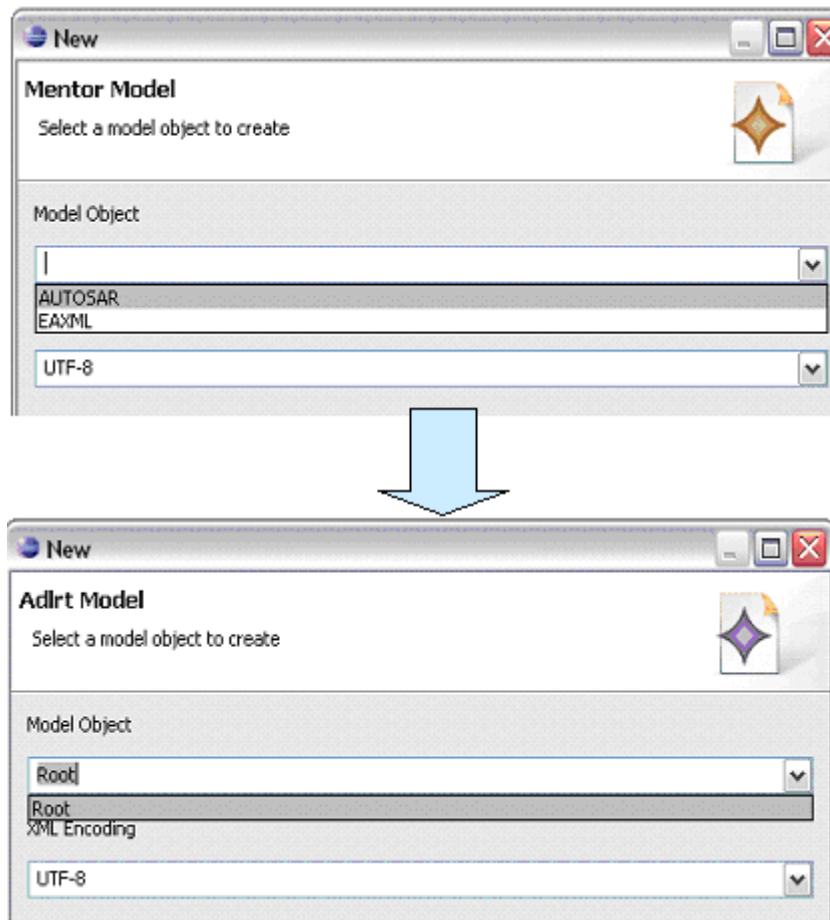 New
Mentor Model
Select a model object to create
Model Object
AUTOSAR
EAXML
UTF-8
New
Adlrt Model
Select a model object to create
Model Object
Root
Root
XML Encoding
UTF-8